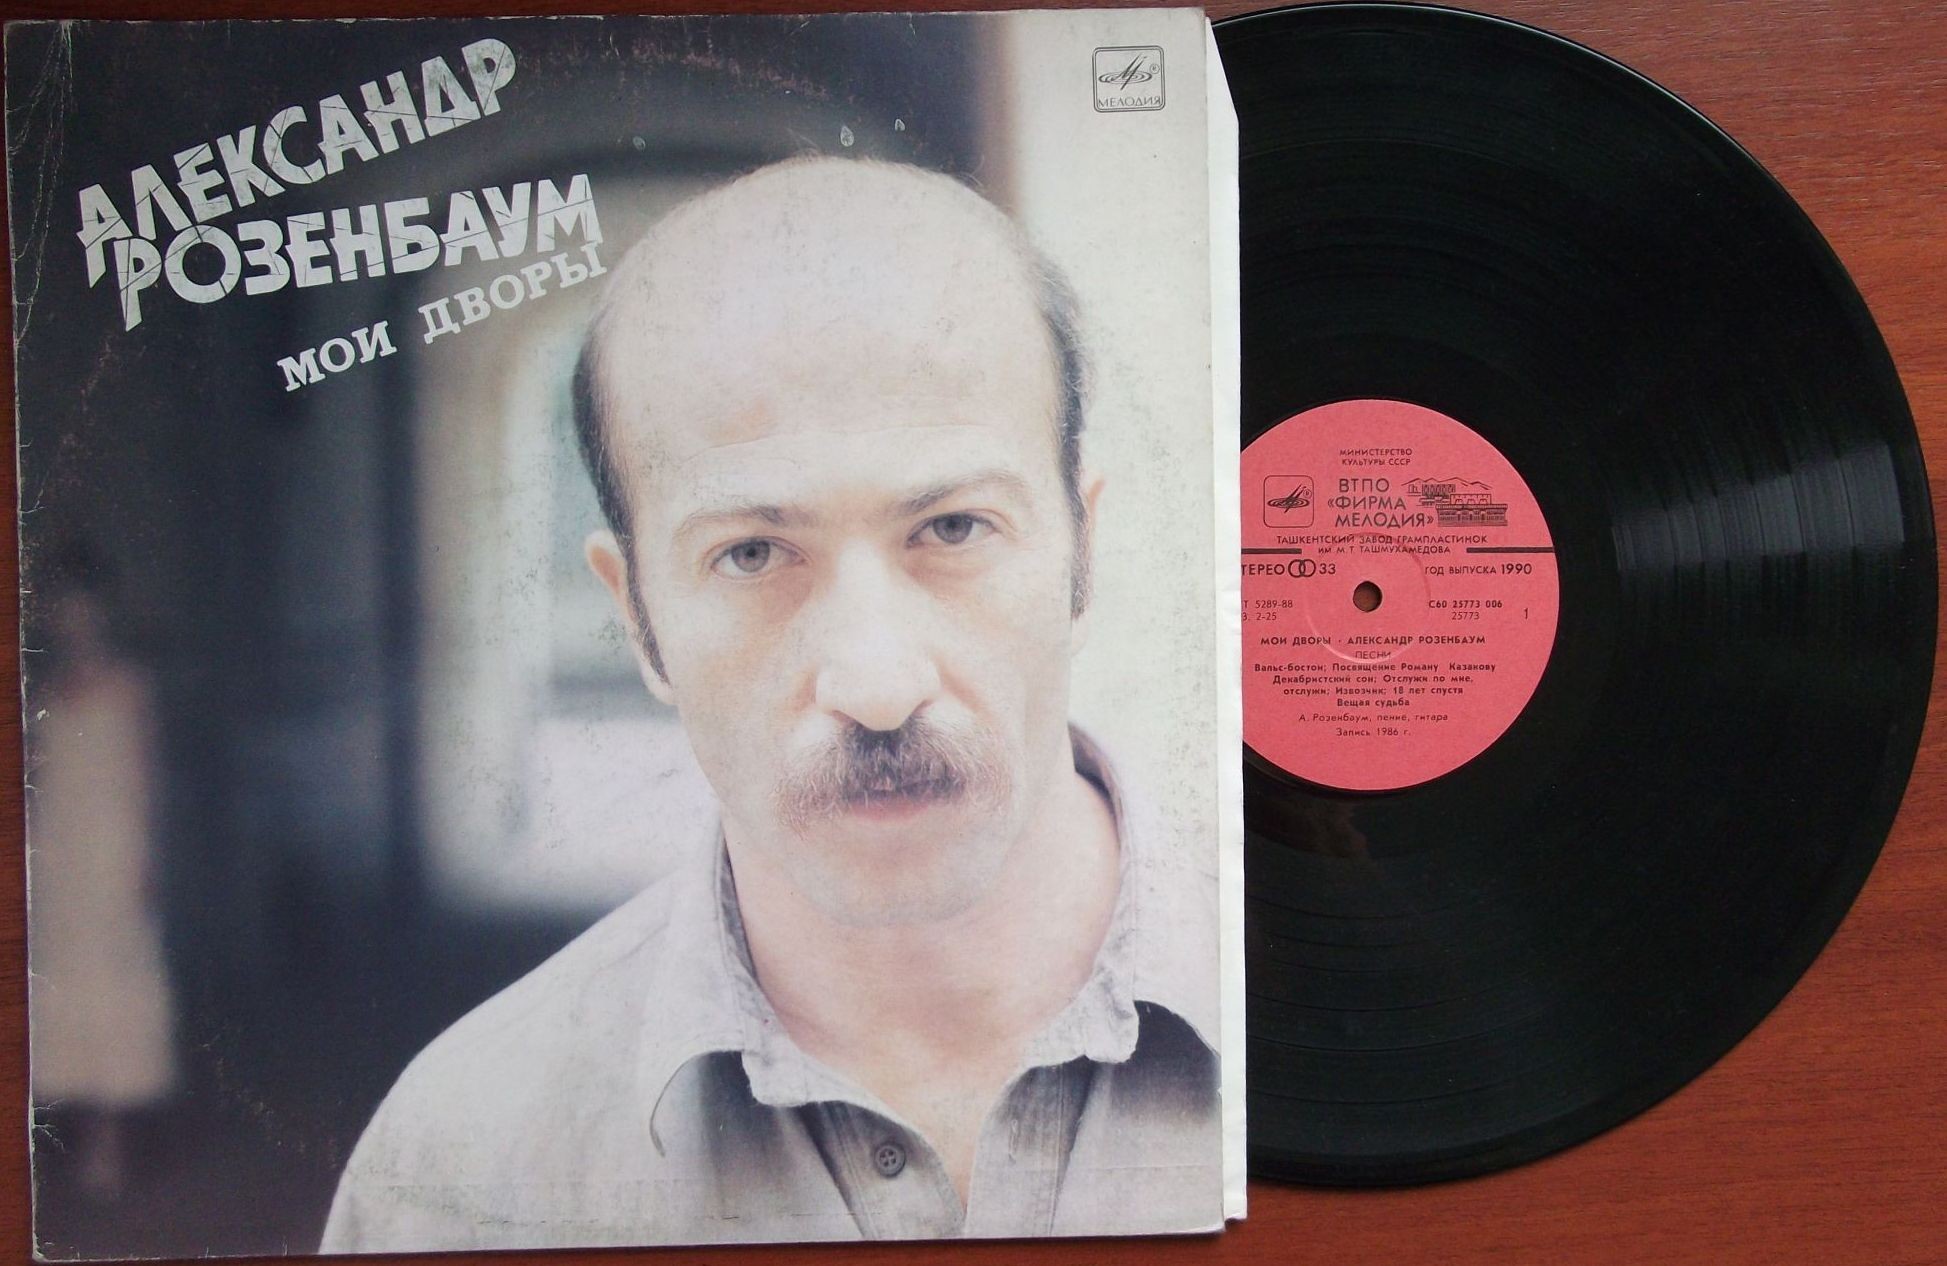 АЛЕКСАНДР
РОЗЕНБАУМ
МОИ ДВОРЫ
МЕЛОДИЯ
МИНИСТЕРСТВО
КУЛЬТУРЫ СССР
ВТПО
«ФИРМА
МЕЛОДИЯ»
ТАШКЕНТСКИЙ ЗАВОД ГРАМПЛАСТИНОК
ИМ М.Т ТАШМУХАМЕДОВА
ТЕРЕО 33
ГОД ВЫПУСКА 1990
Т 5289-88
С60 25773 006
2-25
25773
1
МОИ ДВОРЫ · АЛЕКСАНДР РОЗЕНБАУМ
ПЕСНИ
Вальс-бостон; Посвящение Роману Казакову
Декабристский сон; Отслужи по мне,
отслужи; Извозчик; 18 лет спустя
Вещая судьба
А. Розенбаум, пение, гитара
Запись 1986 г.